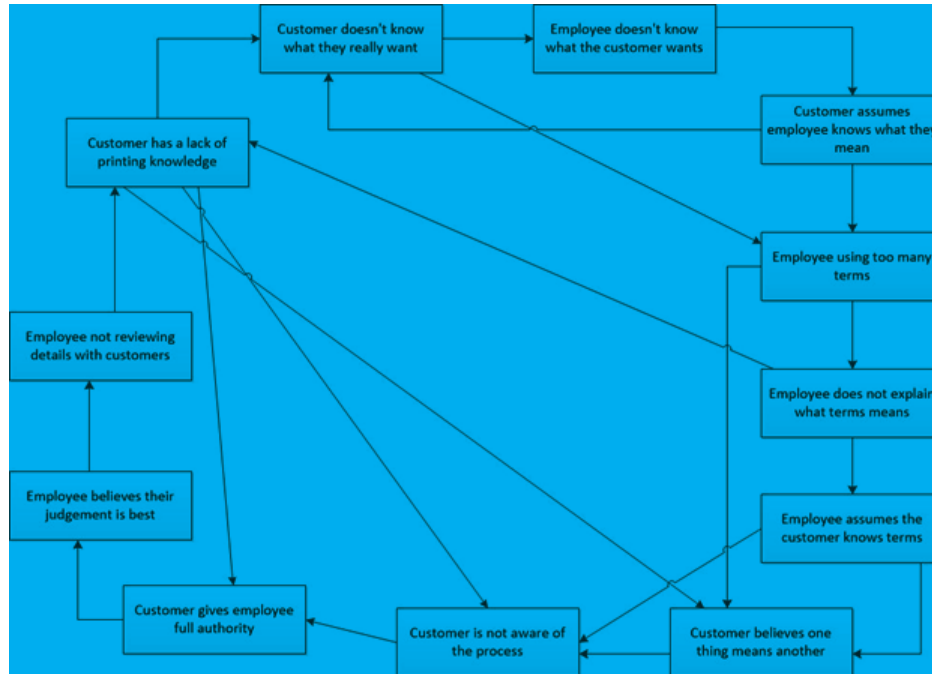 Customer doesn't know
what they really want
Employee doesn't know
what the customer wants
Customer assumes
employee knows what they
mean
Customer has a lack of
printing knowledge
Employee using too many
terms
Employee not reviewing
details with customers
Employee does not explain
what terms means
Employee believes their
judgement is best
Employee assumes the
customer knows terms
Customer gives employee
full authority
Customer is not aware of
the process
Customer believes one
thing means another